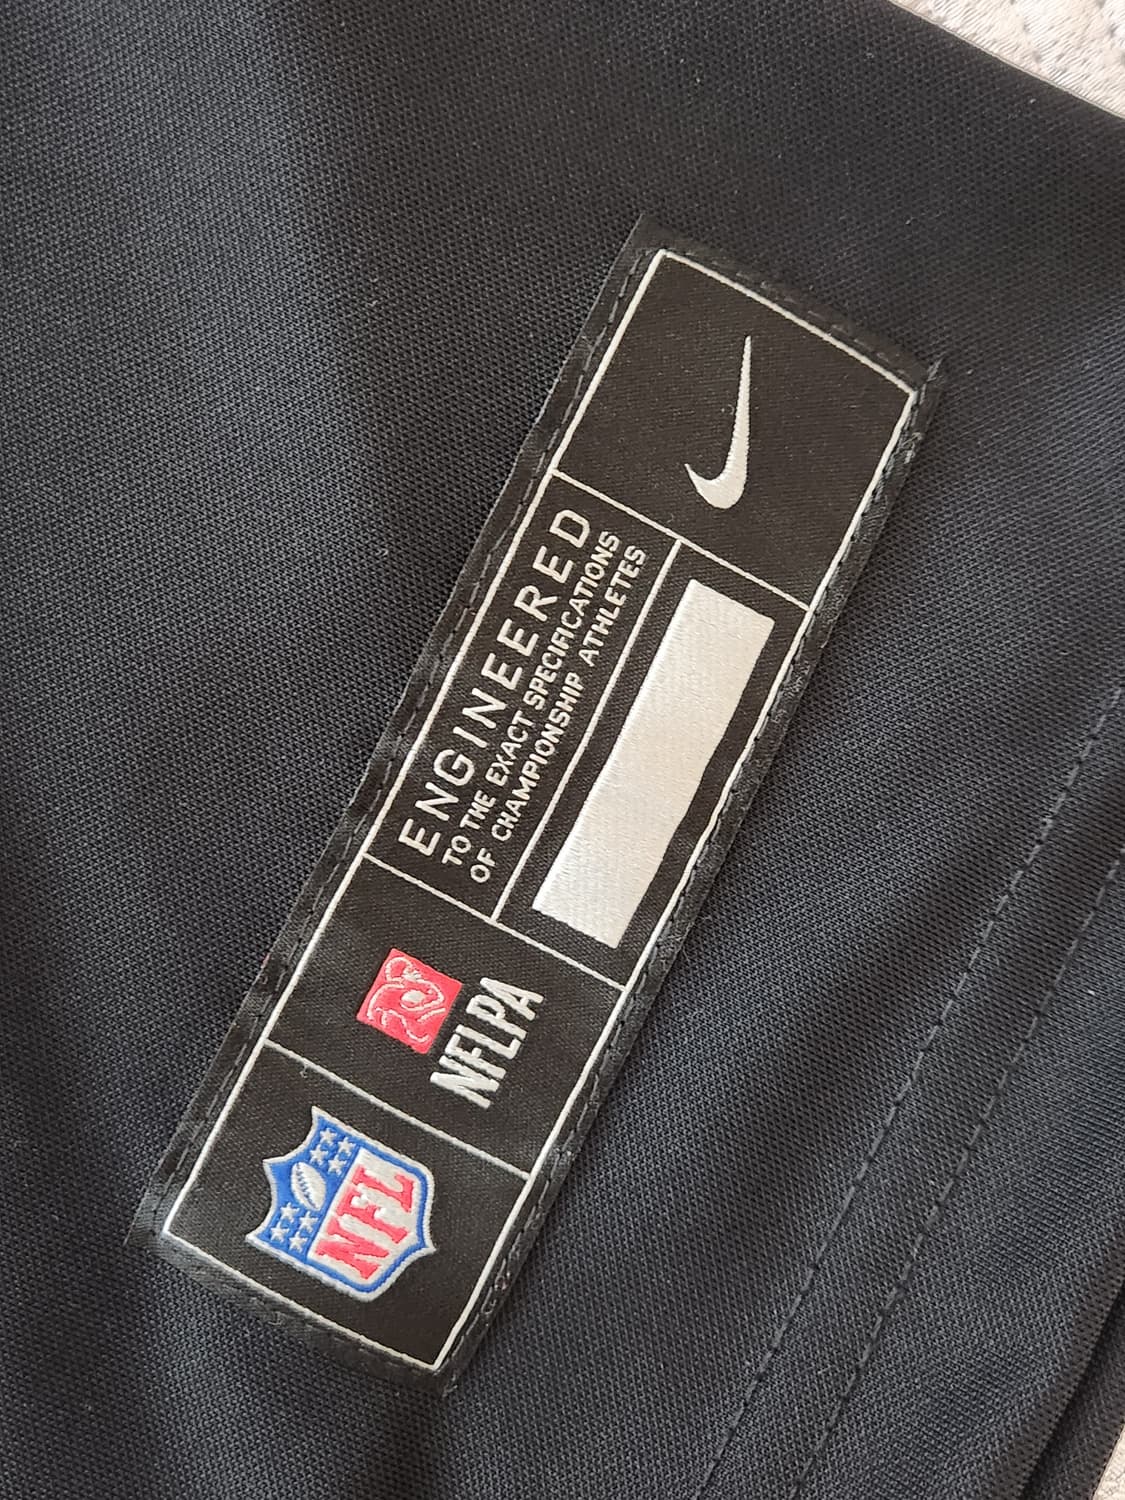 ENGINEERED
TO THE EXACT SPECIFICATIONS
OF CHAMPIONSHIP ATHLETES
NFLPA
NFL